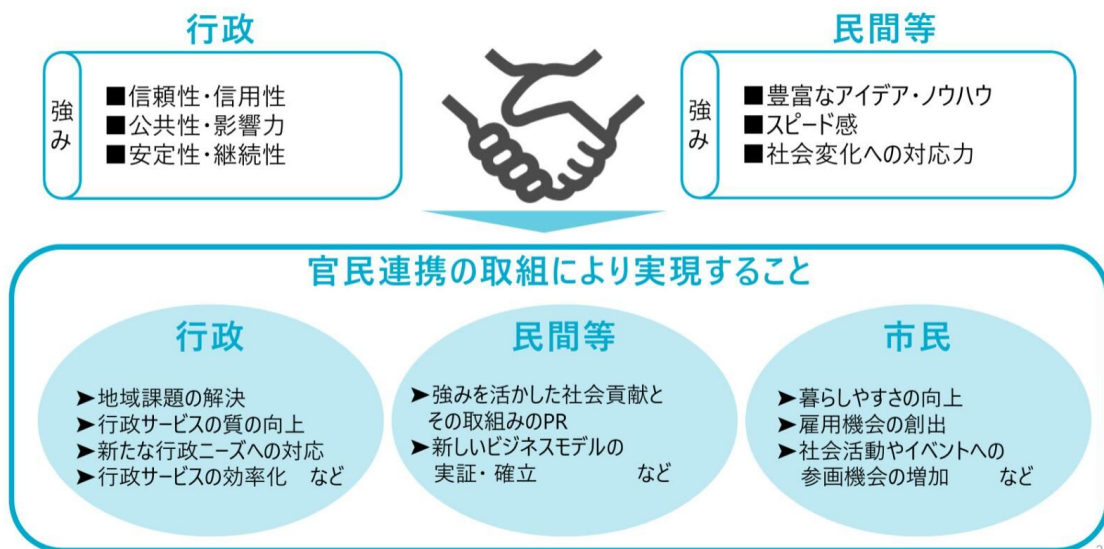 行政
強み
■信頼性・信用性
■公共性・影響力
■安定性・継続性
民間等
強み
■豊富なアイデア・ノウハウ
■スピード感
■社会変化への対応力
官民連携の取組により実現すること
行政
➤地域課題の解決
➤行政サービスの質の向上
➤新たな行政ニーズへの対応
➤行政サービスの効率化 など
民間等
➤強みを活かした社会貢献と
その取組みのPR
➤新しいビジネスモデルの
実証・確立 など
市民
➤暮らしやすさの向上
➤雇用機会の創出
➤社会活動やイベントへの
参画機会の増加 など